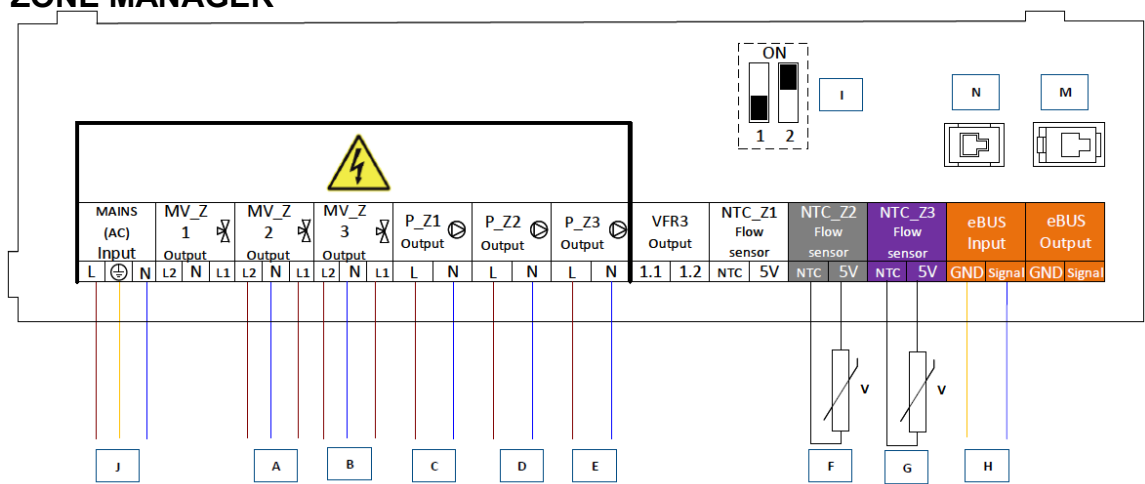 ZONE MANAGER
ON
1 2
I
N
M
MAINS
(AC)
Input
MV_Z
1
Output
MV_Z
2
Output
MV_Z
3
Output
P_Z1
Output
P_Z2
Output
P_Z3
Output
VFR3
Output
NTC_Z1
Flow
sensor
NTC_Z2
Flow
sensor
NTC_Z3
Flow
sensor
eBUS
Input
eBUS
Output
L N L2 N L1 L2 N L1 L2 N L1 L N L N L N 1.1 1.2 NTC 5V NTC 5V NTC 5V GND Signal GND Signal
V V
J A B C D E F G H